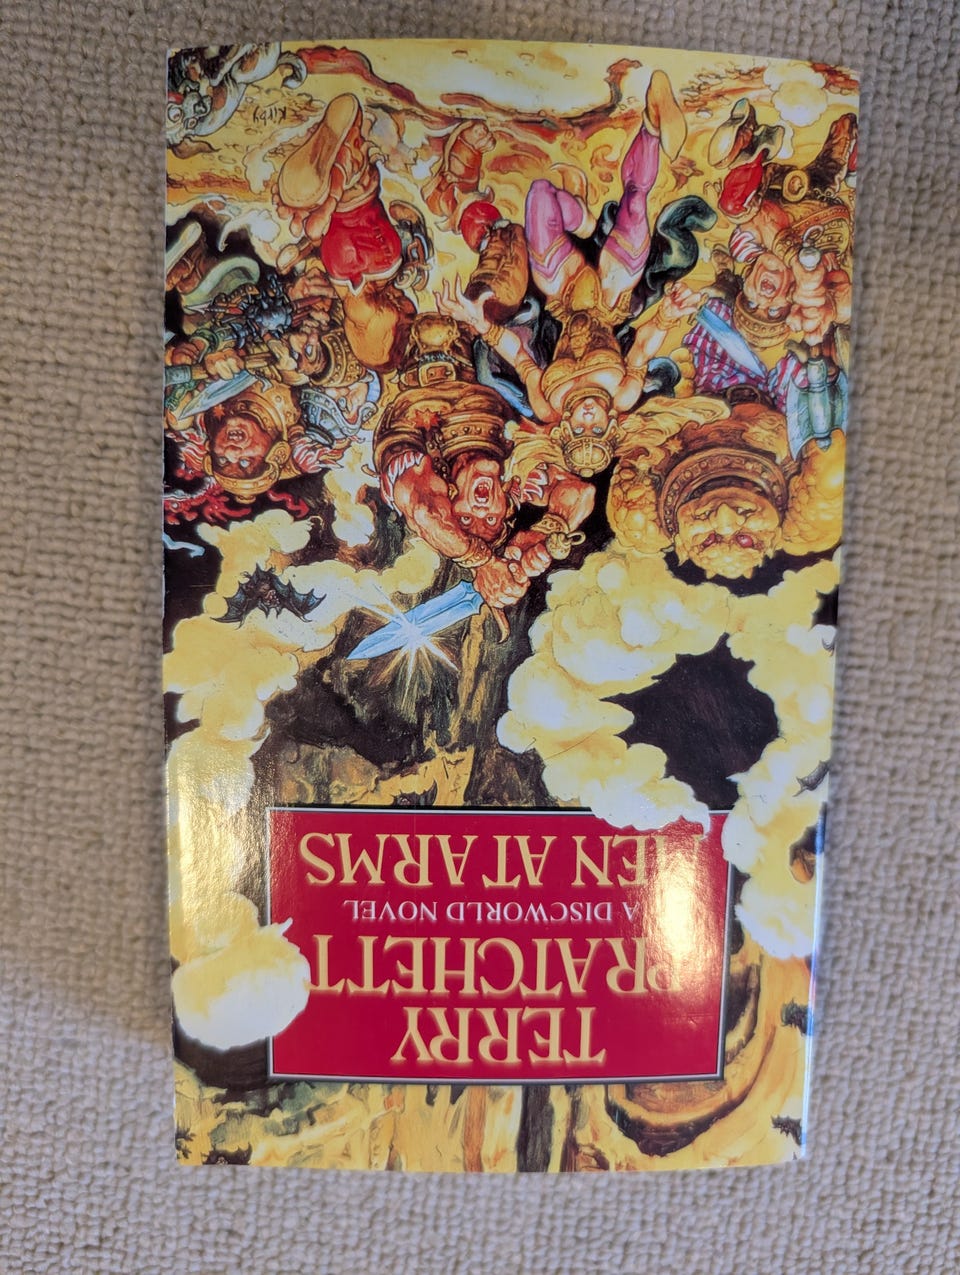 TERRY
PRATCHETT
A DISCWORLD NOVEL
MEN AT ARMS
Kirby